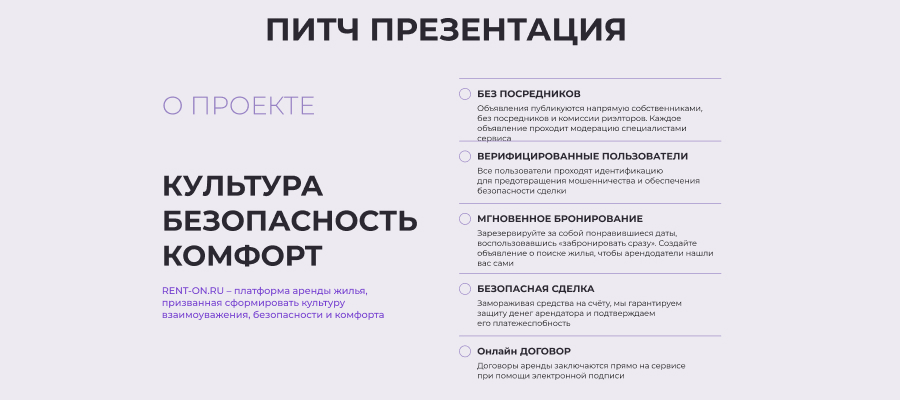 ПИТЧ ПРЕЗЕНТАЦИЯ
О ПРОЕКТЕ
КУЛЬТУРА
БЕЗОПАСНОСТЬ
КОМФОРТ
RENT-ON.RU – платформа аренды жилья,
призванная сформировать культуру
взаимоуважения, безопасности и комфорта
БЕЗ ПОСРЕДНИКОВ
Объявления публикуются напрямую собственниками,
без посредников и комиссии риэлторов. Каждое
объявление проходит модерацию специалистами
сервиса
ВЕРИФИЦИРОВАННЫЕ ПОЛЬЗОВАТЕЛИ
Все пользователи проходят идентификацию
для предотвращения мошенничества и обеспечения
безопасности сделки
МГНОВЕННОЕ БРОНИРОВАНИЕ
Зарезервируйте за собой понравившиеся даты,
воспользовавшись «забронировать сразу». Создайте
объявление о поиске жилья, чтобы арендодатели нашли
вас сами
БЕЗОПАСНАЯ СДЕЛКА
Замораживая средства на счёту, мы гарантируем
защиту денег арендатора и подтверждаем
его платежеспобность
Онлайн ДОГОВОР
Договоры аренды заключаются прямо на сервисе
при помощи электронной подписи